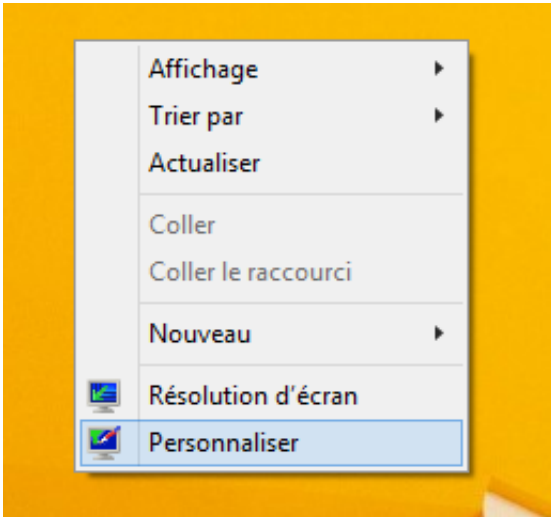 Affichage
Trier par
Actualiser
Coller
Coller le raccourci
Nouveau
Résolution d'écran
Personnaliser